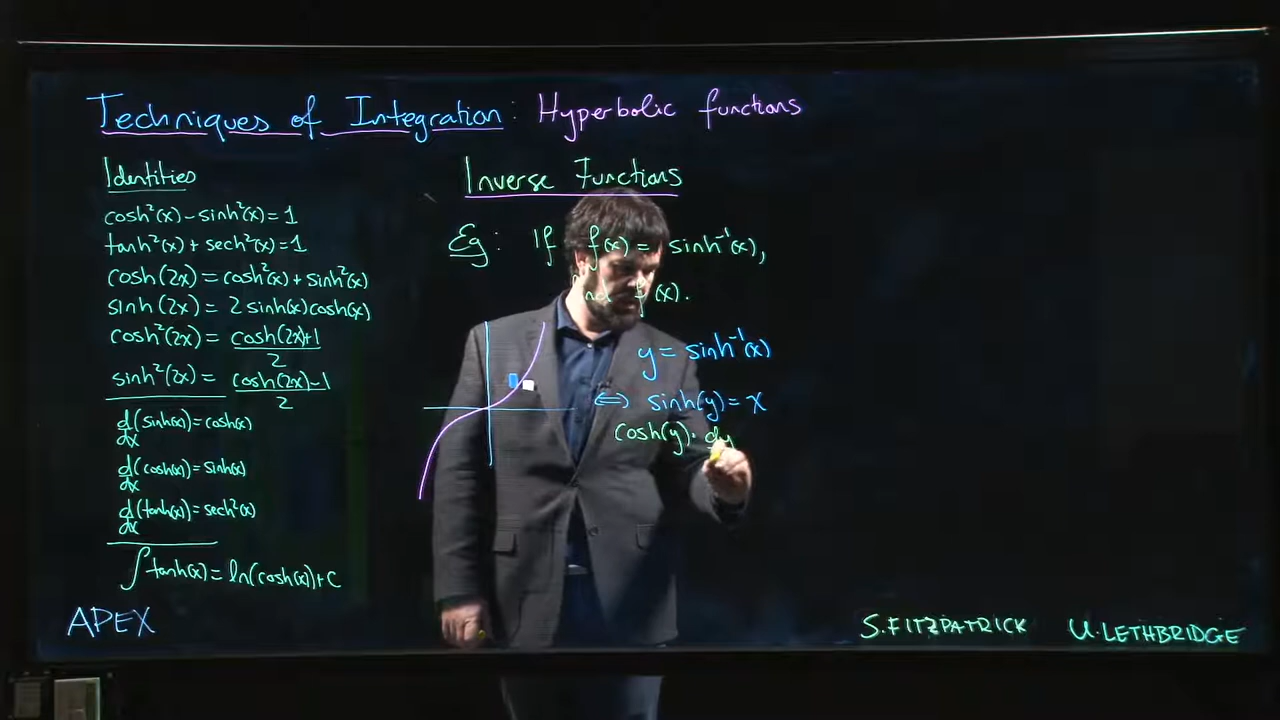 Techniques of Integration: Hyperbolic functions
Identities
cosh²(x) - sinh²(x) = 1
tanh²(x) + sech²(x) = 1
cosh(2x) = cosh²(x) + sinh²(x)
sinh(2x) = 2 sinh(x) cosh(x)
cosh²(2x) = cosh(2x)+1 / 2
sinh²(2x) = cosh(2x)-1 / 2
d/dx (sinh(x)) = cosh(x)
d/dx (cosh(x)) = sinh(x)
d/dx (tanh(x)) = sech²(x)
∫ tanh(x) = ln(cosh(x)) + C
APEX
Inverse Functions
Eg: If f(x) = sinh⁻¹(x),
f'(x).
y = sinh⁻¹(x)
⇔ sinh(y) = x
cosh(y) · dy
S. FITZPATRICK
U. LETHBRIDGE